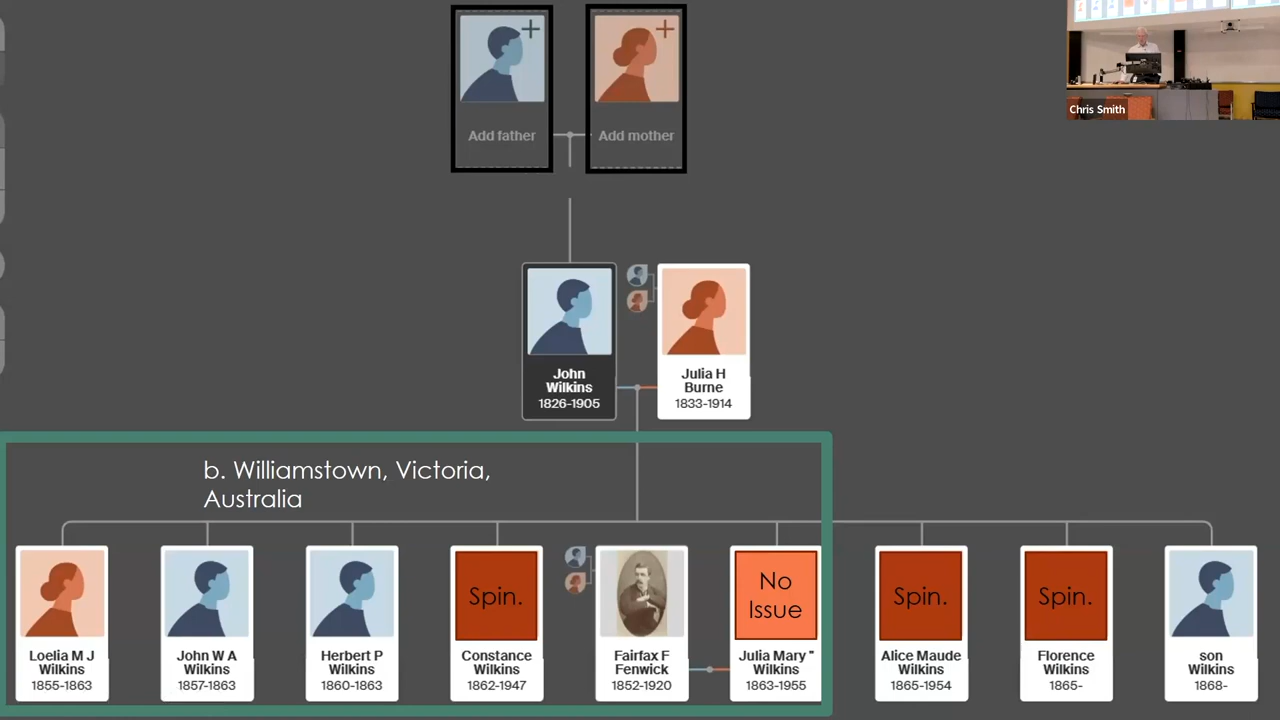 Add father
Add mother
Chris Smith
John
Wilkins
1826-1905
Julia H
Burne
1833-1914
b. Williamstown, Victoria,
Australia
Spin.
No
Issue
Spin.
Spin.
Loelia M J
Wilkins
1855-1863
John W A
Wilkins
1857-1863
Herbert P
Wilkins
1860-1863
Constance
Wilkins
1862-1947
Fairfax F
Fenwick
1852-1920
Julia Mary "
Wilkins
1863-1955
Alice Maude
Wilkins
1865-1954
Florence
Wilkins
1865-
son
Wilkins
1868-